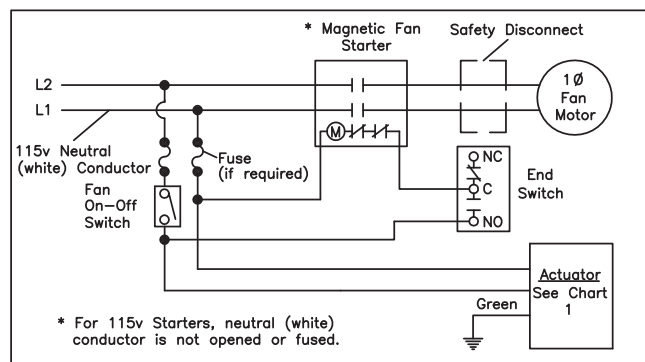 * Magnetic Fan
Starter
Safety Disconnect
L2
L1
1Ø
Fan
Motor
M
115v Neutral
(white) Conductor
Fuse
(if required)
NC
C
NO
End
Switch
Fan
On-Off
Switch
Actuator
See Chart
1
Green
* For 115v Starters, neutral (white)
conductor is not opened or fused.